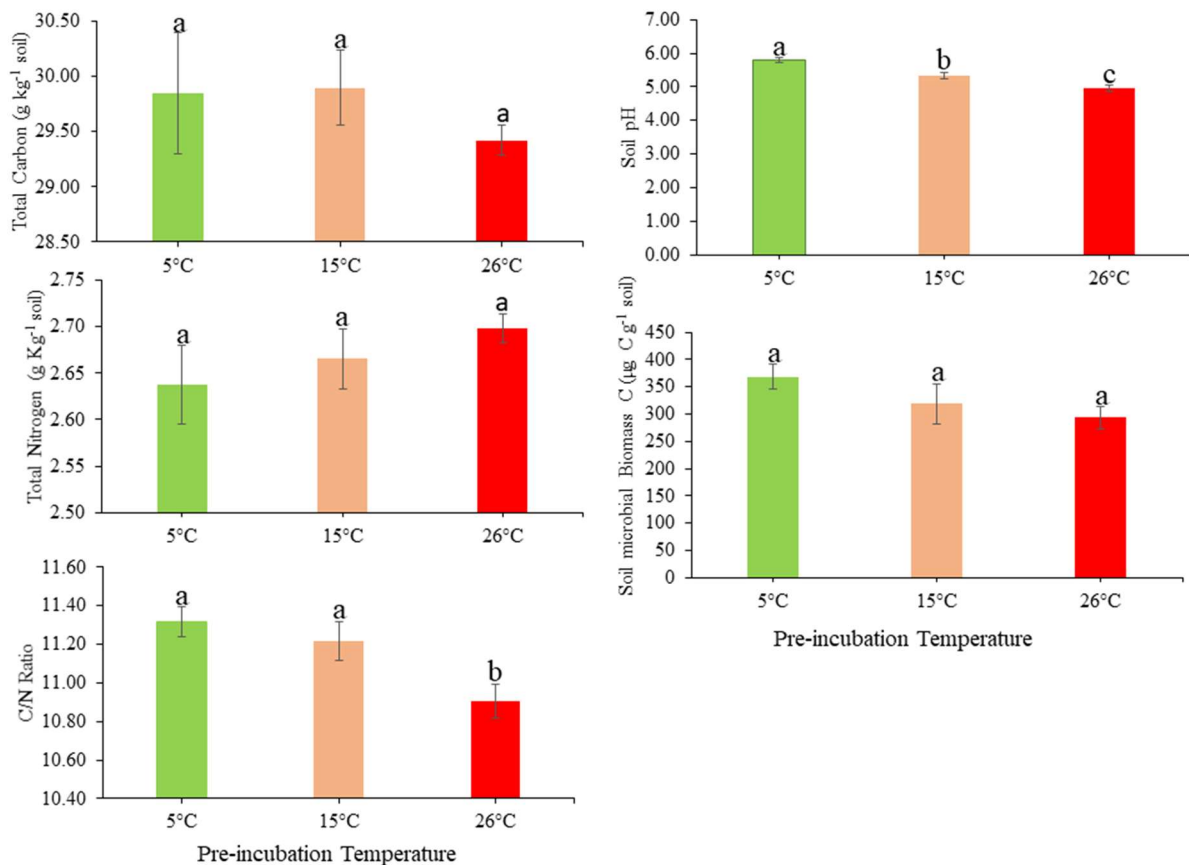 Total Carbon (g kg⁻¹ soil)
30.50
30.00
29.50
29.00
28.50
a
a
a
5°C
15°C
26°C
Total Nitrogen (g Kg⁻¹ soil)
2.70
2.65
2.60
2.55
2.50
a
a
a
5°C
15°C
26°C
C/N Ratio
11.60
11.40
11.20
11.00
10.80
10.60
10.40
a
a
b
5°C
15°C
26°C
Pre-incubation Temperature
Soil pH
7.00
6.00
5.00
4.00
3.00
2.00
1.00
0.00
a
b
c
5°C
15°C
26°C
Soil microbial Biomass C (µg C g⁻¹ soil)
450
400
350
300
250
200
150
100
50
0
a
a
a
5°C
15°C
26°C
Pre-incubation Temperature